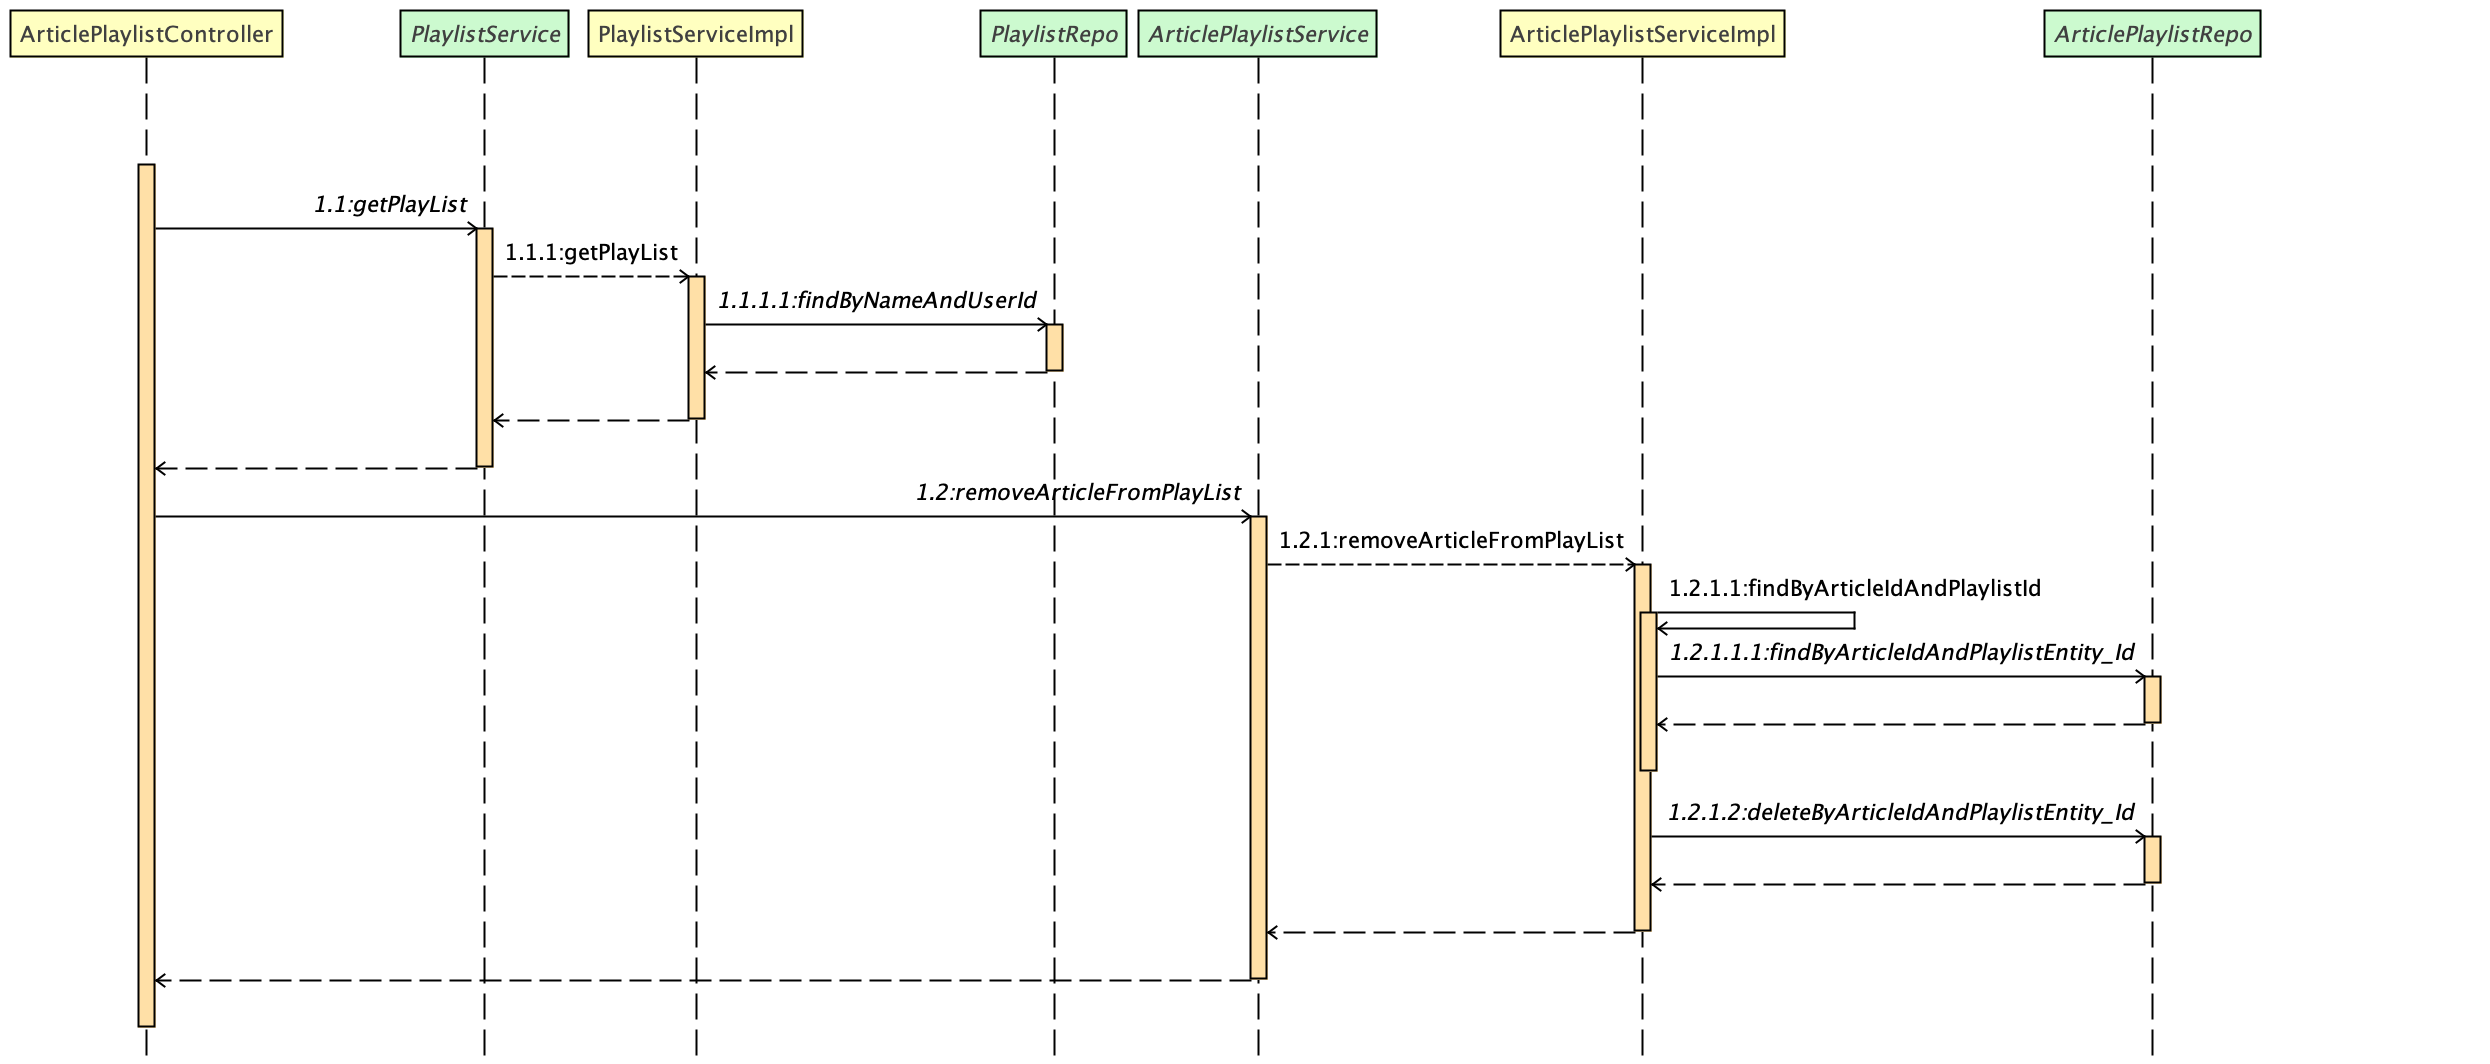 ArticlePlaylistController
PlaylistService
PlaylistServiceImpl
PlaylistRepo
ArticlePlaylistService
ArticlePlaylistServiceImpl
ArticlePlaylistRepo
1.1:getPlayList
1.1.1:getPlayList
1.1.1.1:findByNameAndUserId
1.2:removeArticleFromPlayList
1.2.1:removeArticleFromPlayList
1.2.1.1:findByArticleIdAndPlaylistId
1.2.1.1.1:findByArticleIdAndPlaylistEntity_Id
1.2.1.2:deleteByArticleIdAndPlaylistEntity_Id